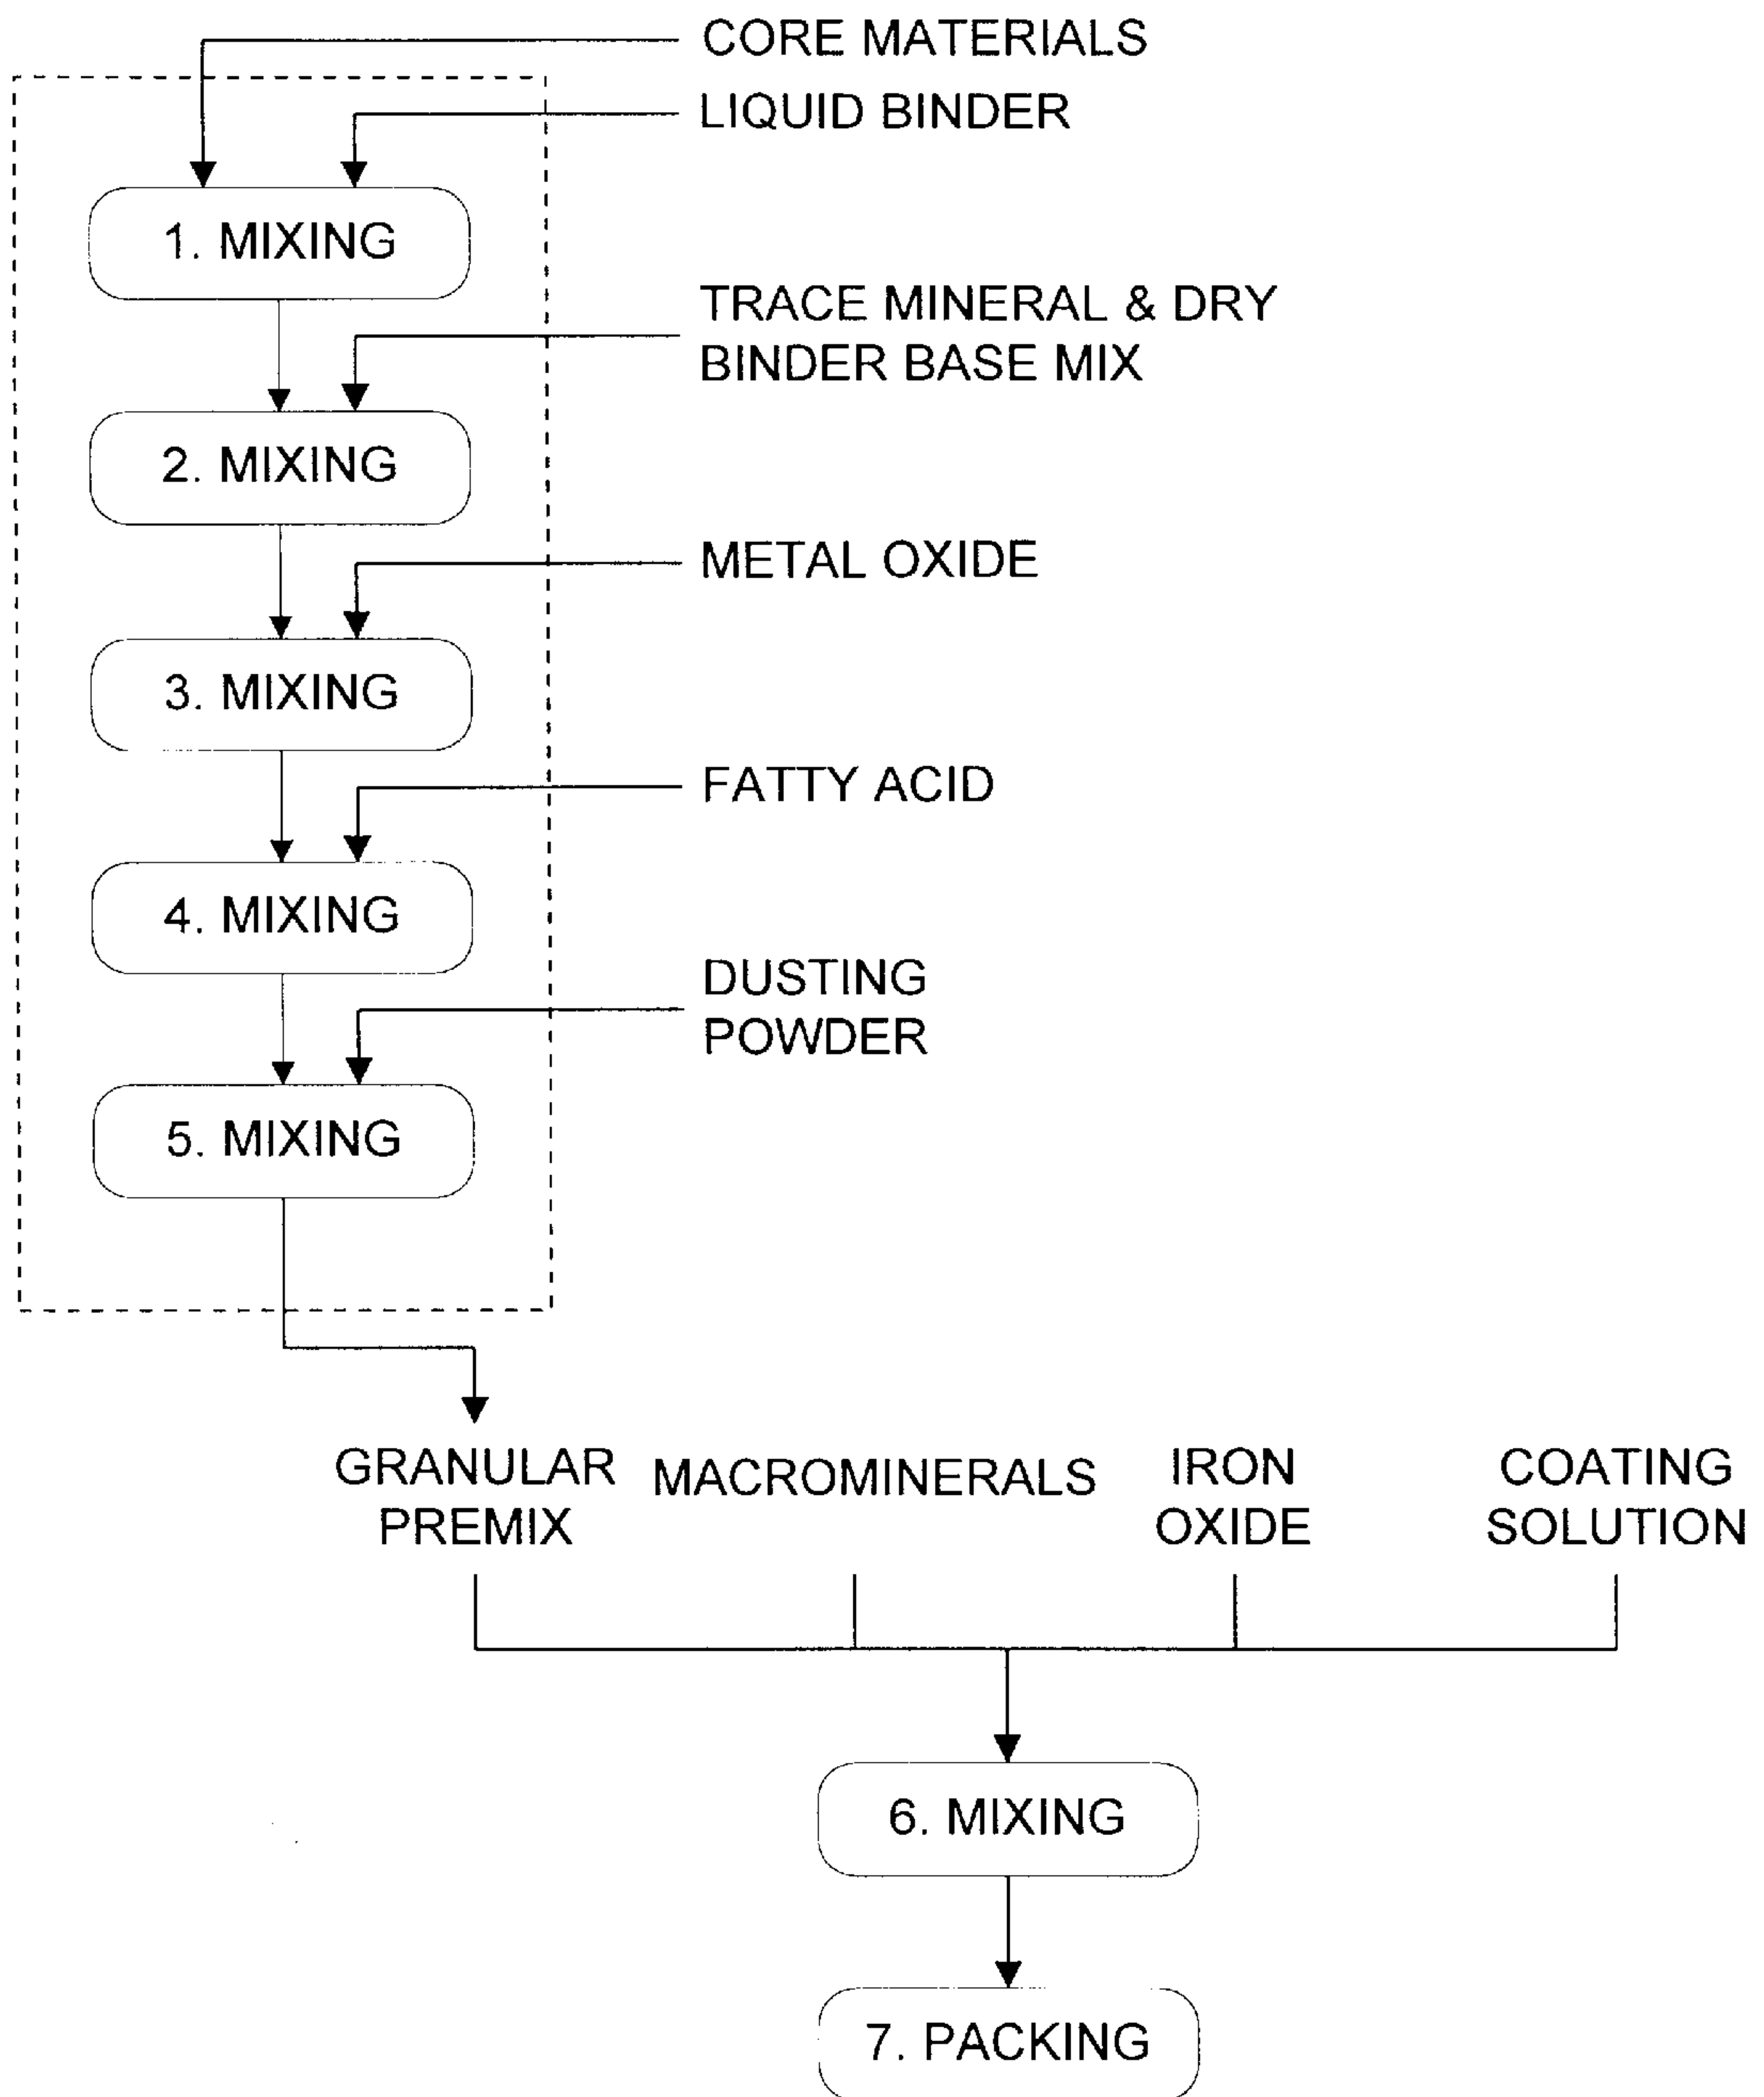 CORE MATERIALS
LIQUID BINDER
1. MIXING
TRACE MINERAL & DRY
BINDER BASE MIX
2. MIXING
METAL OXIDE
3. MIXING
FATTY ACID
4. MIXING
DUSTING
POWDER
5. MIXING
GRANULAR
PREMIX
MACROMINERALS
IRON
OXIDE
COATING
SOLUTION
6. MIXING
7. PACKING